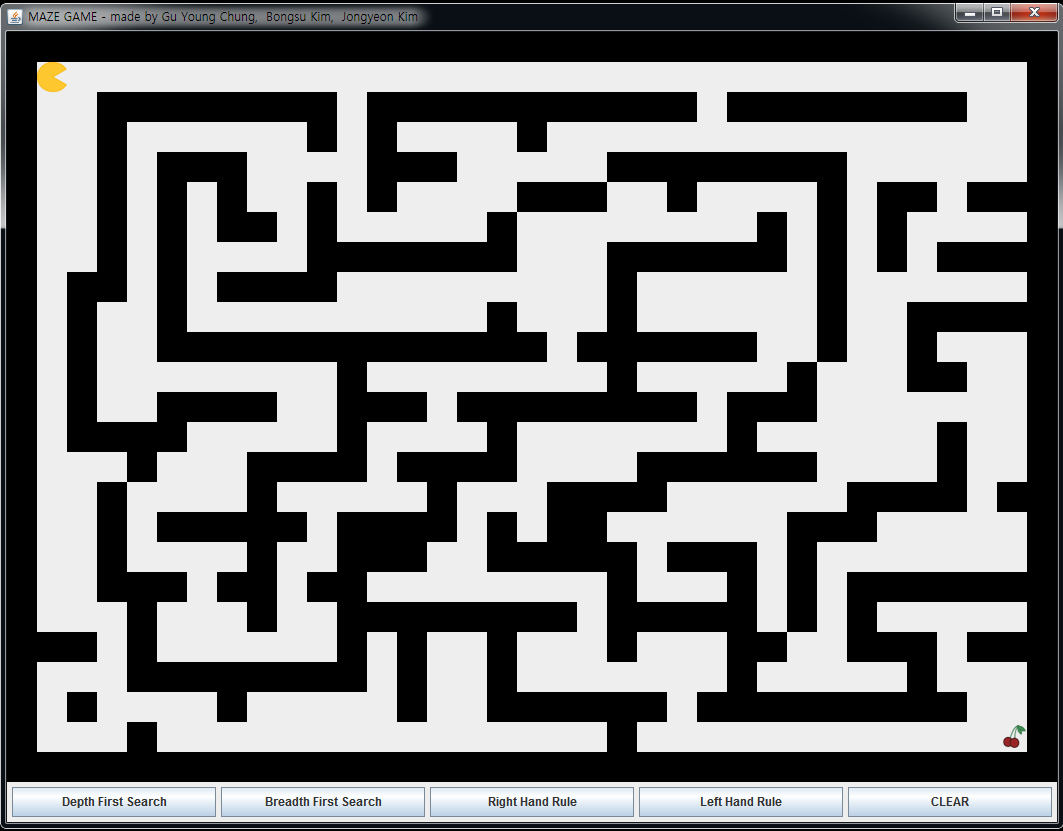 MAZE GAME - made by Gu Young Chung,  Bongsu Kim,  Jongyeon Kim
Depth First Search
Breadth First Search
Right Hand Rule
Left Hand Rule
CLEAR